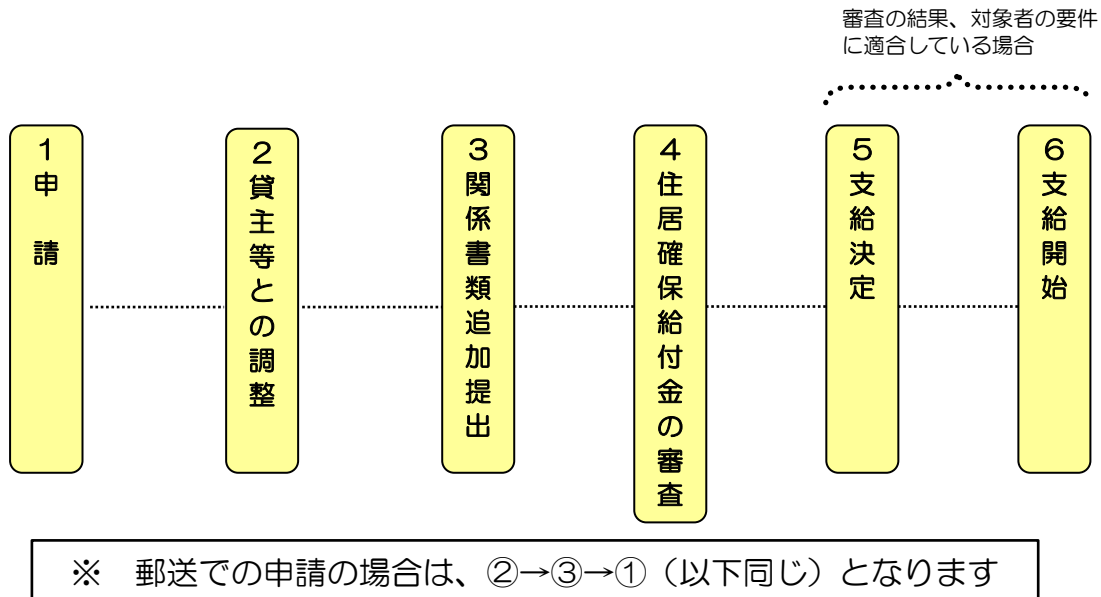 審査の結果、対象者の要件
に適合している場合
1申　請
2貸主等との調整
3関係書類追加提出
4住居確保給付金の審査
5支給決定
6支給開始
※　郵送での申請の場合は、②→③→①（以下同じ）となります